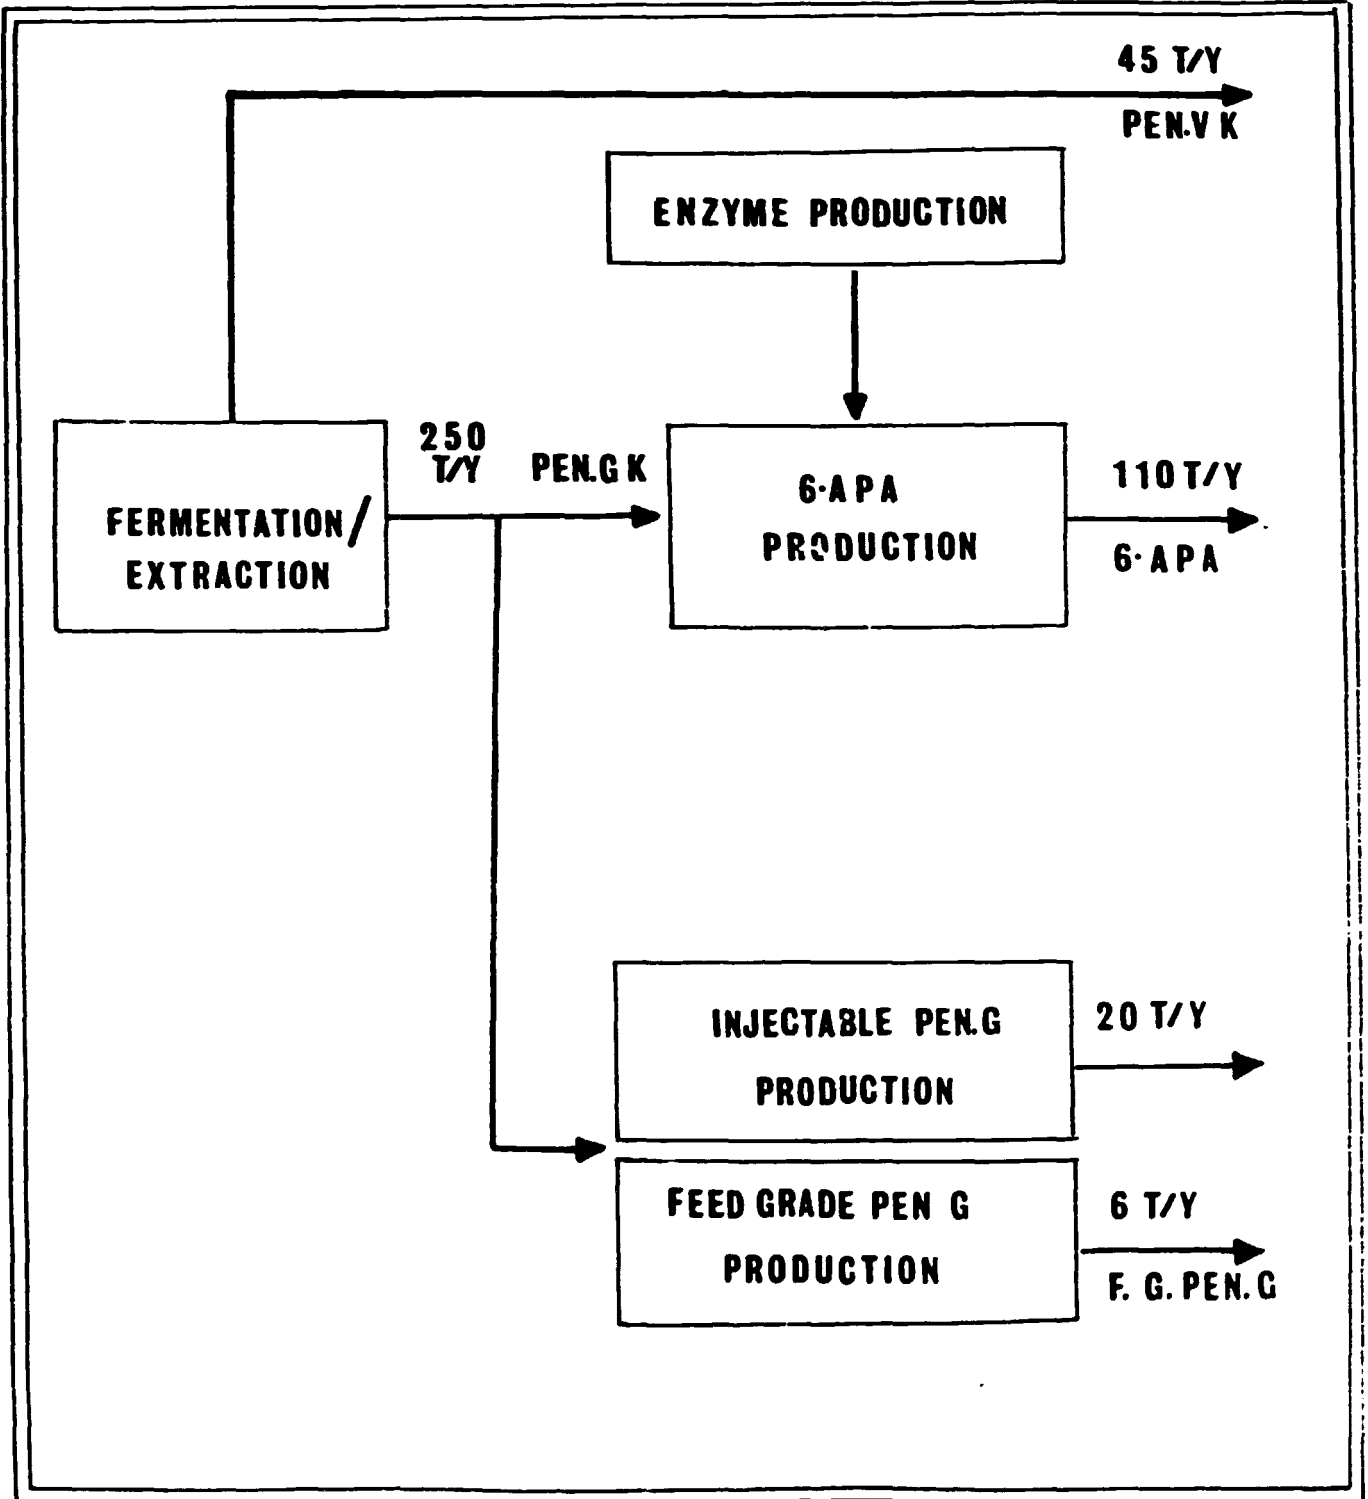 45 T/Y
PEN.V K
ENZYME PRODUCTION
250
T/Y
PEN.G K
FERMENTATION/
EXTRACTION
6·APA
PRODUCTION
110 T/Y
6·APA
INJECTABLE PEN.G
PRODUCTION
20 T/Y
FEED GRADE PEN G
PRODUCTION
6 T/Y
F. G. PEN. G